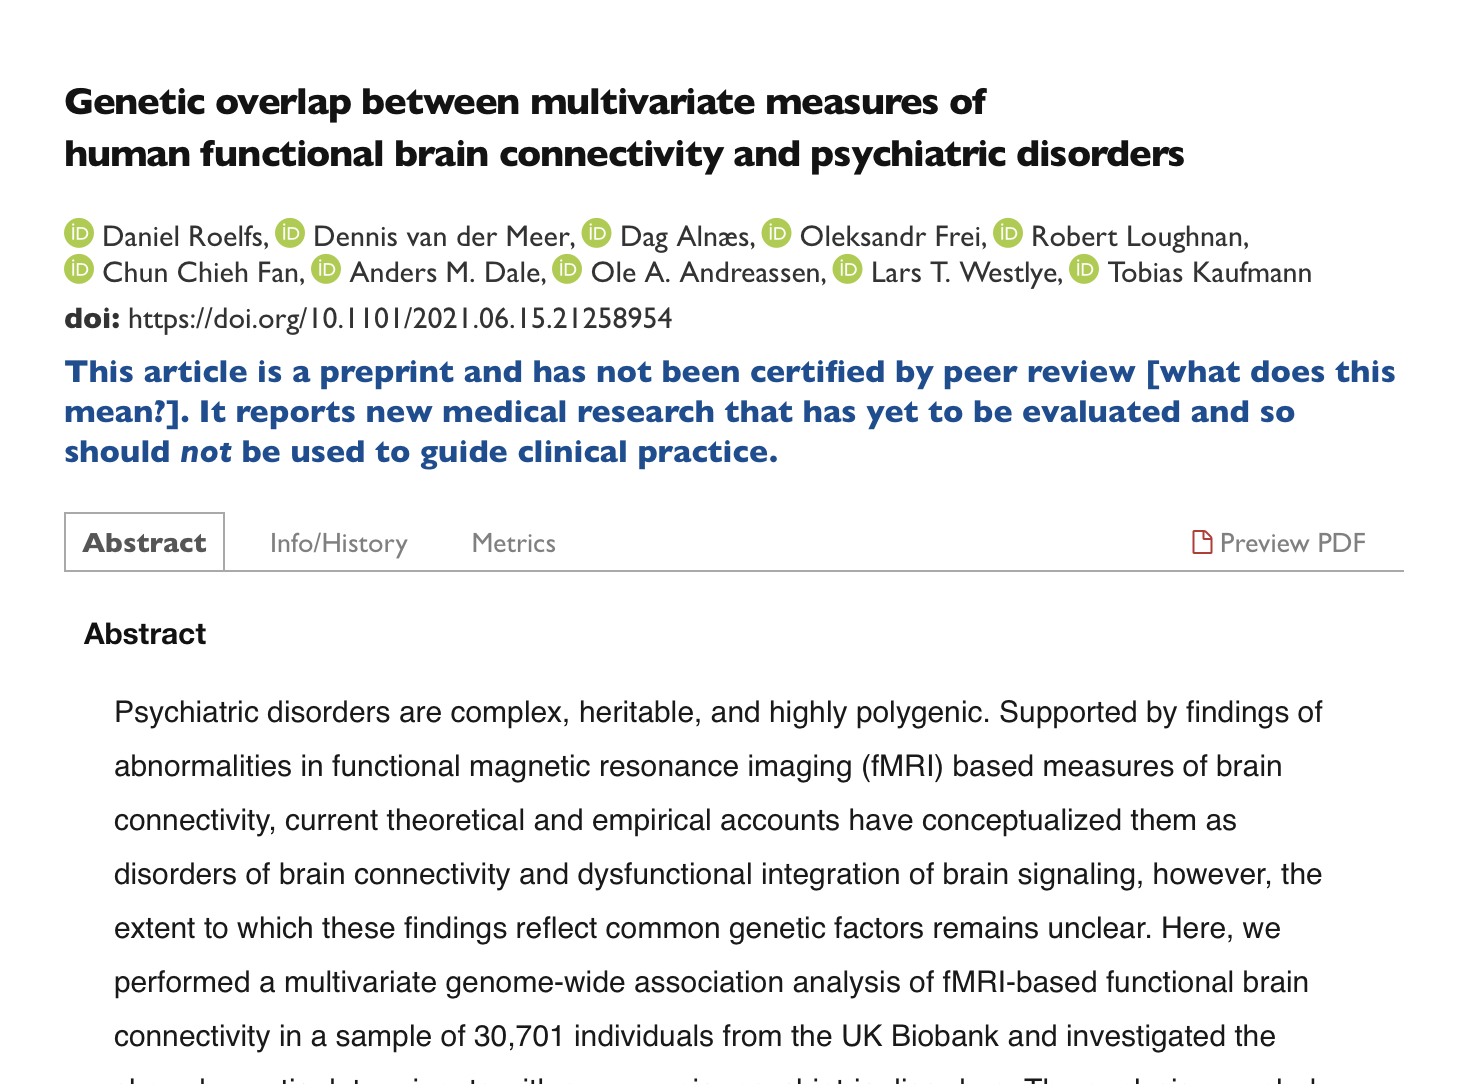 Genetic overlap between multivariate measures of
human functional brain connectivity and psychiatric disorders
iD Daniel Roelfs, iD Dennis van der Meer, iD Dag Alnæs, iD Oleksandr Frei, iD Robert Loughnan,
iD Chun Chieh Fan, iD Anders M. Dale, iD Ole A. Andreassen, iD Lars T. Westlye, iD Tobias Kaufmann
doi: https://doi.org/10.1101/2021.06.15.21258954
This article is a preprint and has not been certified by peer review [what does this
mean?]. It reports new medical research that has yet to be evaluated and so
should not be used to guide clinical practice.
Abstract Info/History Metrics Preview PDF
Abstract
Psychiatric disorders are complex, heritable, and highly polygenic. Supported by findings of
abnormalities in functional magnetic resonance imaging (fMRI) based measures of brain
connectivity, current theoretical and empirical accounts have conceptualized them as
disorders of brain connectivity and dysfunctional integration of brain signaling, however, the
extent to which these findings reflect common genetic factors remains unclear. Here, we
performed a multivariate genome-wide association analysis of fMRI-based functional brain
connectivity in a sample of 30,701 individuals from the UK Biobank and investigated the